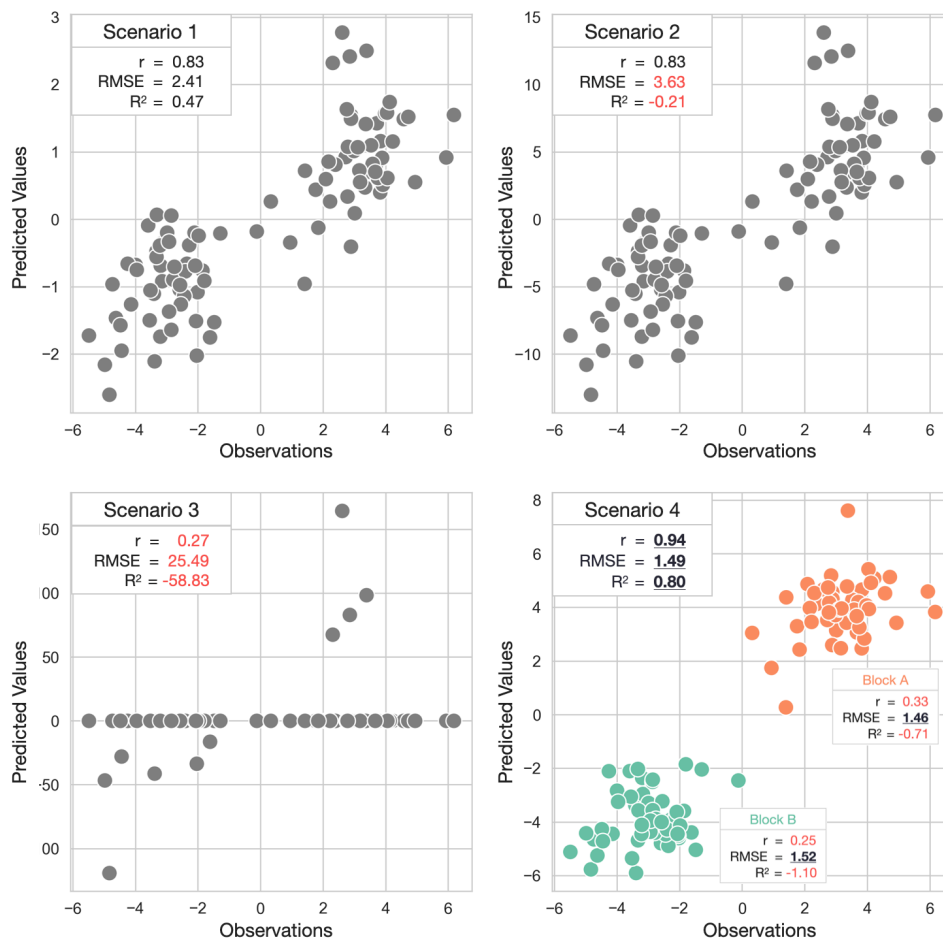 Scenario 1
r = 0.83
RMSE = 2.41
R² = 0.47
3
2
1
0
−1
−2
Predicted Values
−6 −4 −2 0 2 4 6
Observations
Scenario 2
r = 0.83
RMSE = 3.63
R² = -0.21
15
10
5
0
−5
−10
Predicted Values
−6 −4 −2 0 2 4 6
Observations
Scenario 3
r = 0.27
RMSE = 25.49
R² = -58.83
50
00
50
0
-50
00
Predicted Values
−6 −4 −2 0 2 4 6
Observations
Scenario 4
r = 0.94
RMSE = 1.49
R² = 0.80
8
6
4
2
0
−2
−4
−6
Predicted Values
Block A
r = 0.33
RMSE = 1.46
R² = -0.71
Block B
r = 0.25
RMSE = 1.52
R² = -1.10
−6 −4 −2 0 2 4 6
Observations